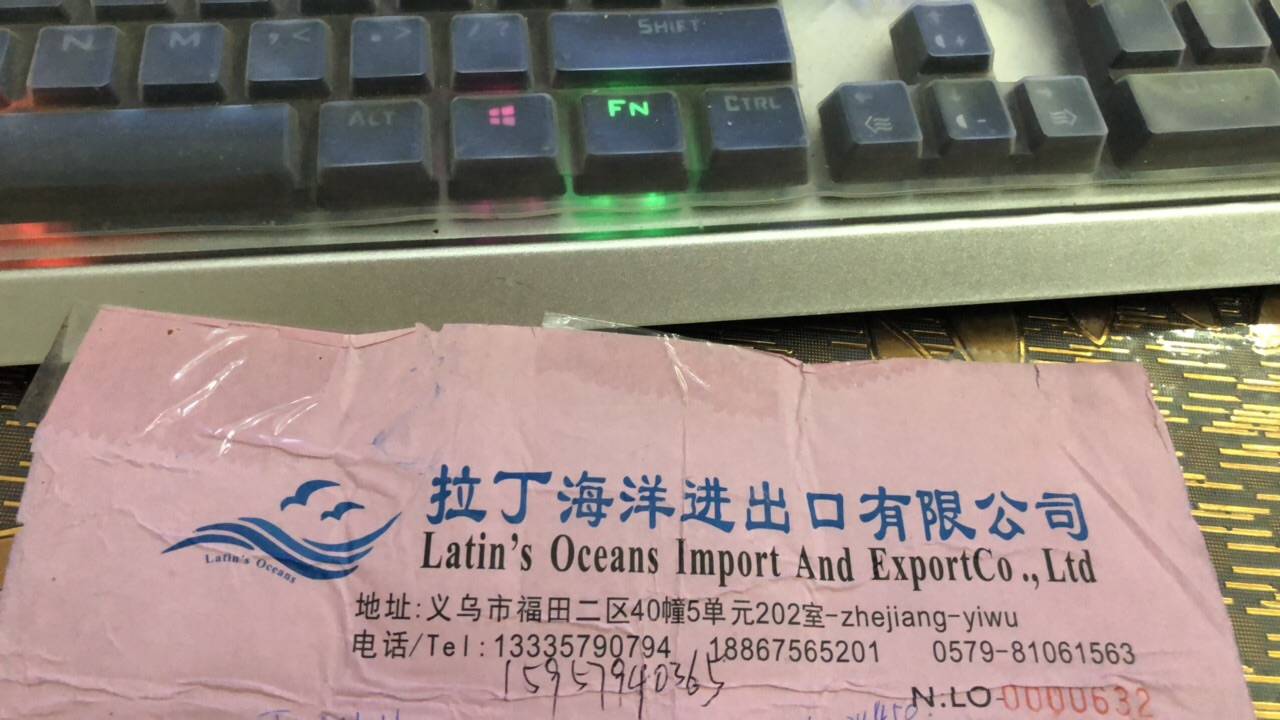 N M , < . > / ? SHIFT
ALT FN CTRL
拉丁海洋进出口有限公司
Latin's Oceans
Latin's Oceans Import And ExportCo.,Ltd
地址:义乌市福田二区40幢5单元202室-zhejiang-yiwu
电话/Tel:13335790794 18867565201 0579-81061563
15957940365
N.LO 0000632